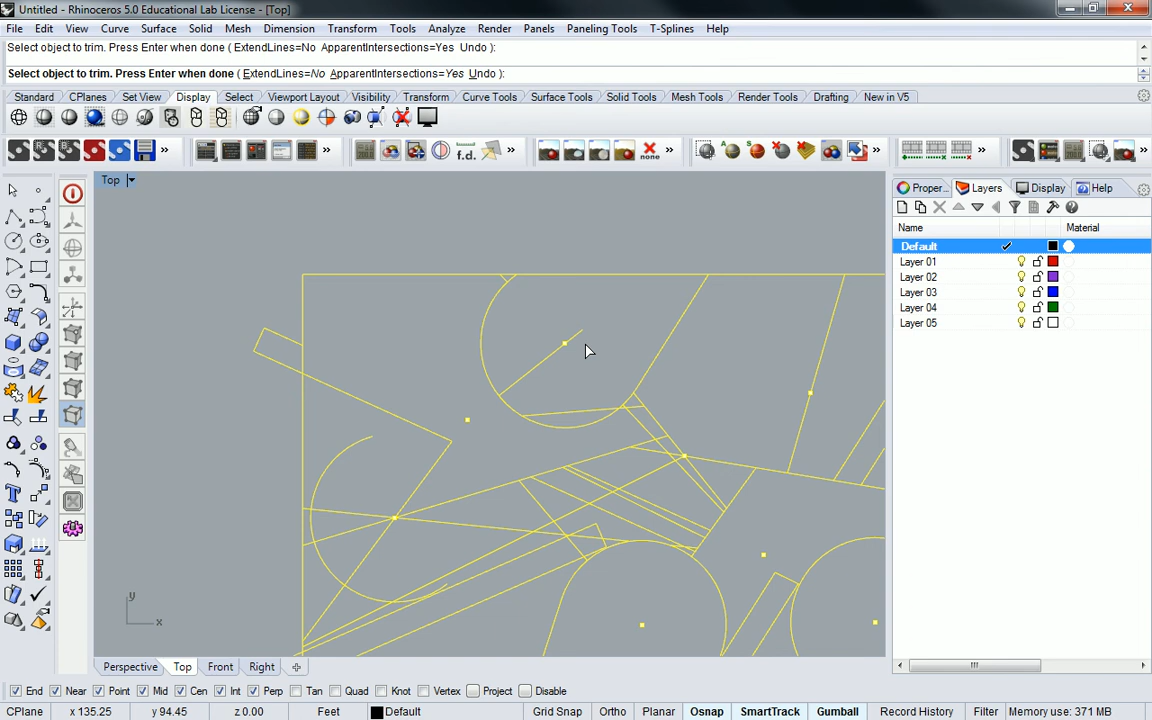 Untitled - Rhinoceros 5.0 Educational Lab License - [Top]
File Edit View Curve Surface Solid Mesh Dimension Transform Tools Analyze Render Panels Paneling Tools T-Splines Help
Select object to trim. Press Enter when done ( ExtendLines=No ApparentIntersections=Yes Undo ):
Select object to trim. Press Enter when done ( ExtendLines=No ApparentIntersections=Yes Undo ):
Standard CPlanes Set View Display Select Viewport Layout Visibility Transform Curve Tools Surface Tools Solid Tools Mesh Tools Render Tools Drafting New in V5
f.d.
Top
Proper... Layers Display Help
Name Material
Default
Layer 01
Layer 02
Layer 03
Layer 04
Layer 05
y
x
Perspective Top Front Right
End Near Point Mid Cen Int Perp Tan Quad Knot Vertex Project Disable
CPlane x 135.25 y 94.45 z 0.00 Feet Default Grid Snap Ortho Planar Osnap SmartTrack Gumball Record History Filter Memory use: 371 MB